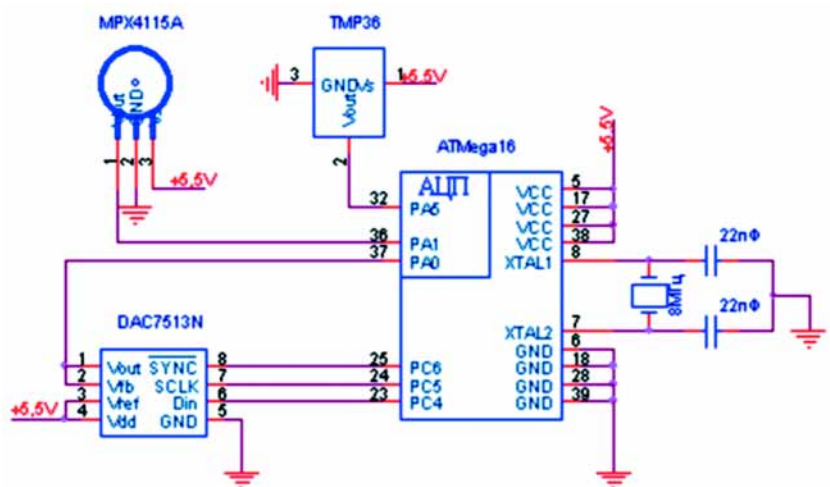 MPX4115A
TMP36
3 GNDVs 1 +5.5V
Vout
2
Vout
GND
Vs
1 2 3
+5,5V
ATMega16
+5.5V
АЦП
32 PA5
36 PA1
37 PA0
VCC 5
VCC 17
VCC 27
VCC 38
XTAL1 8
XTAL2 7
GND 6
GND 18
GND 28
GND 39
22пФ
8МГц
22пФ
25 PC6
24 PC5
23 PC4
DAC7513N
1 Vout SYNC 8
2 Vfb SCLK 7
3 Vref Din 6
4 Vdd GND 5
+5,5V